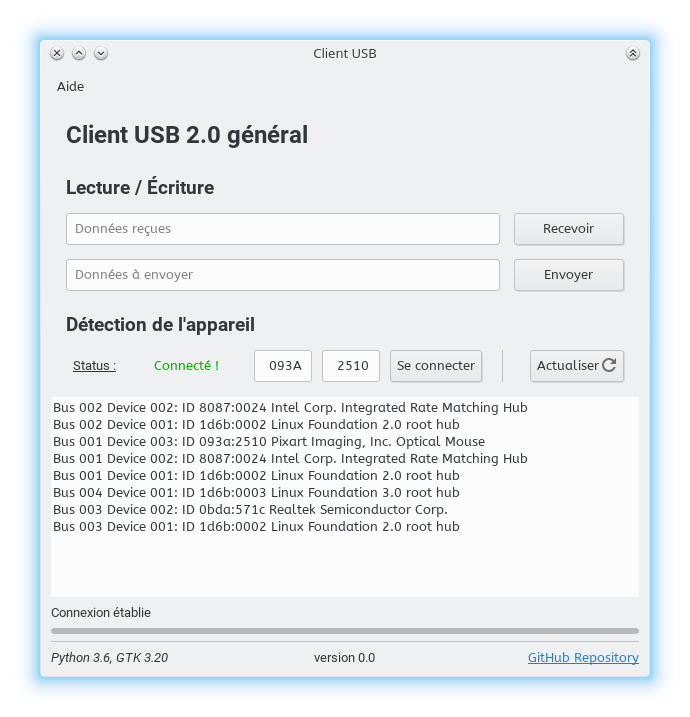 Client USB
Aide
Client USB 2.0 général
Lecture / Écriture
Données reçues
Recevoir
Données à envoyer
Envoyer
Détection de l'appareil
Status : Connecté ! 093A 2510 Se connecter Actualiser
Bus 002 Device 002: ID 8087:0024 Intel Corp. Integrated Rate Matching Hub
Bus 002 Device 001: ID 1d6b:0002 Linux Foundation 2.0 root hub
Bus 001 Device 003: ID 093a:2510 Pixart Imaging, Inc. Optical Mouse
Bus 001 Device 002: ID 8087:0024 Intel Corp. Integrated Rate Matching Hub
Bus 001 Device 001: ID 1d6b:0002 Linux Foundation 2.0 root hub
Bus 004 Device 001: ID 1d6b:0003 Linux Foundation 3.0 root hub
Bus 003 Device 002: ID 0bda:571c Realtek Semiconductor Corp.
Bus 003 Device 001: ID 1d6b:0002 Linux Foundation 2.0 root hub
Connexion établie
Python 3.6, GTK 3.20 version 0.0 GitHub Repository